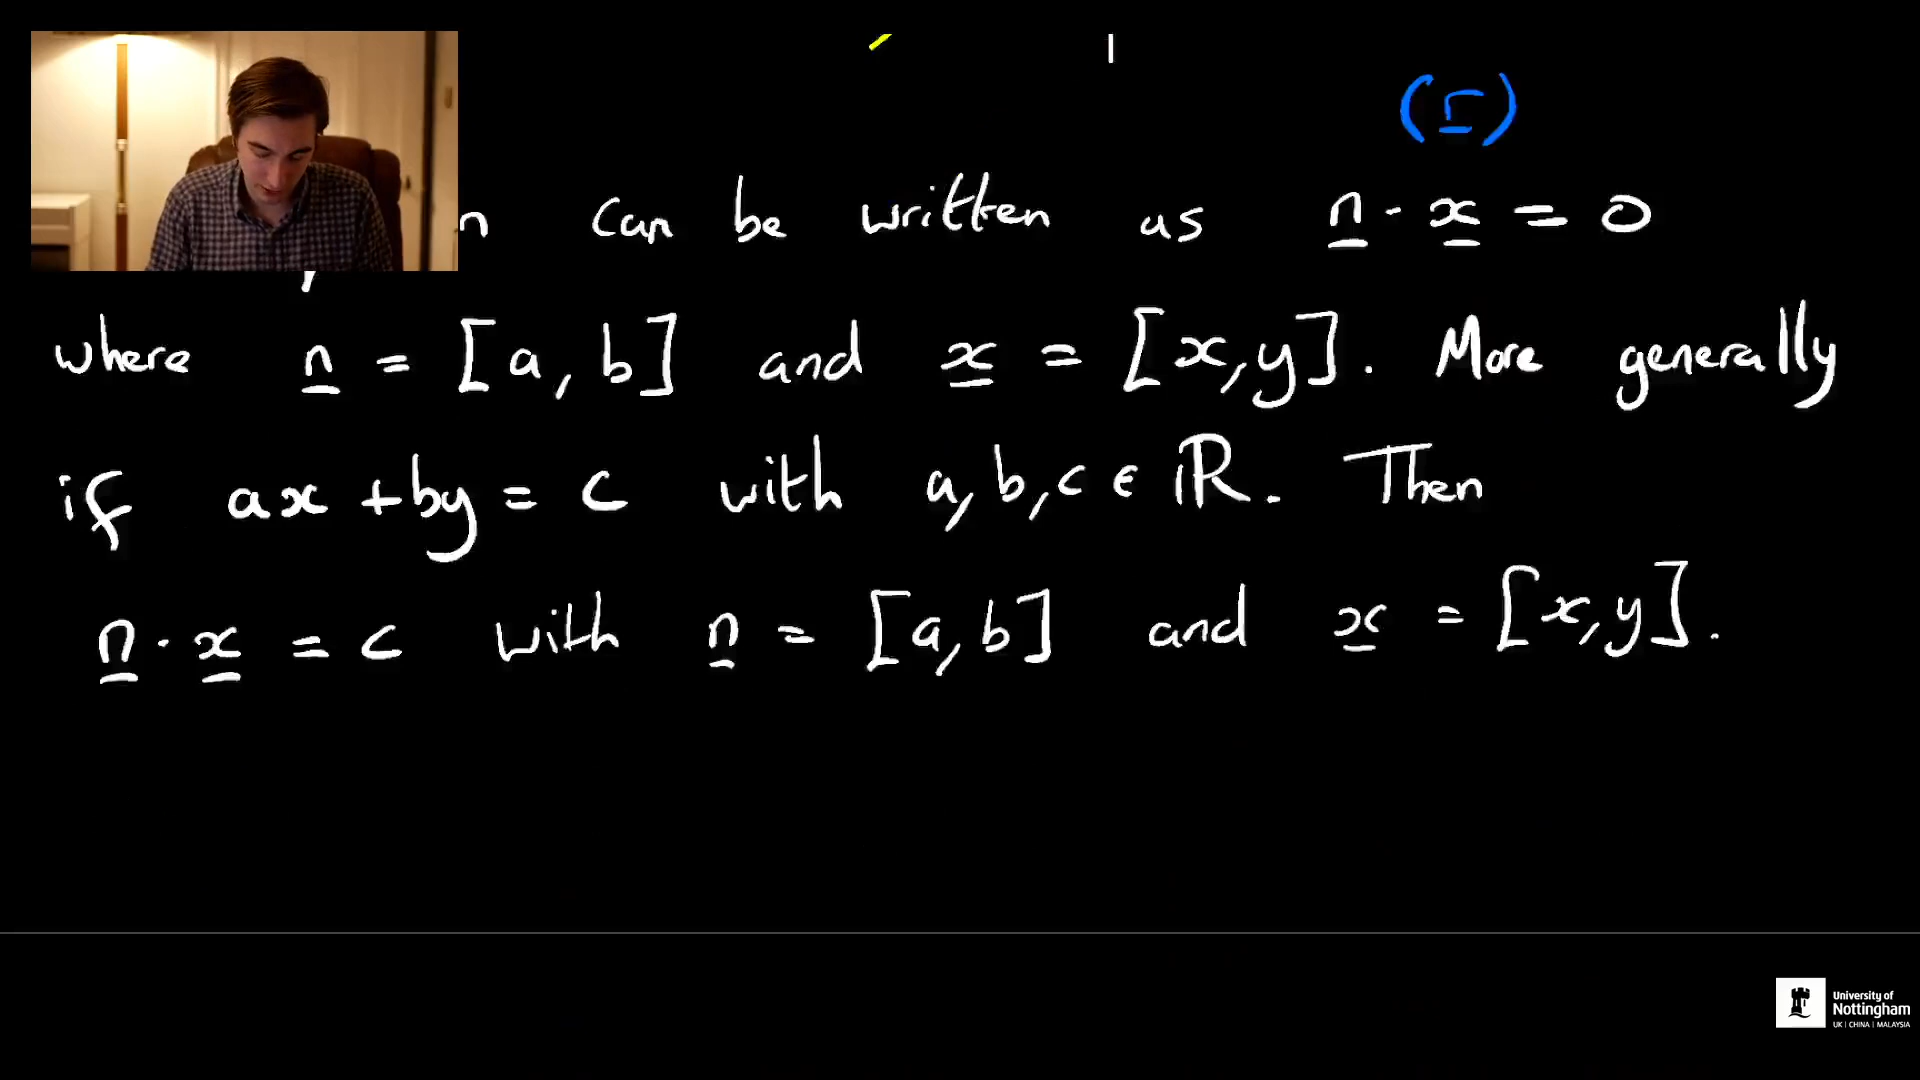 (r)
n can be written as n · x = 0
where n = [a, b] and x = [x, y]. More generally
if ax + by = c with a, b, c ∈ ℝ. Then
n · x = c with n = [a, b] and x = [x, y].
University of
Nottingham
UK | CHINA | MALAYSIA